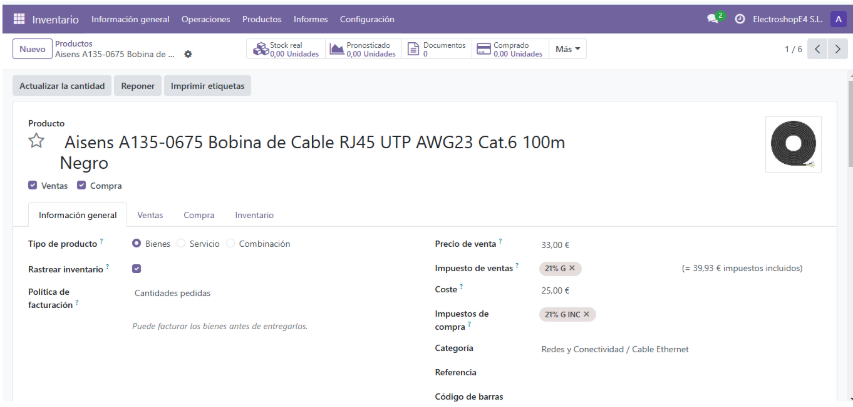 Inventario Información general Operaciones Productos Informes Configuración 2 ElectroshopE4 S.L. A
Nuevo Productos
Aisens A135-0675 Bobina de ...
Stock real
0,00 Unidades
Pronosticado
0,00 Unidades
Documentos
0
Comprado
0,00 Unidades
Más
1 / 6
Actualizar la cantidad Reponer Imprimir etiquetas
Producto
Aisens A135-0675 Bobina de Cable RJ45 UTP AWG23 Cat.6 100m
Negro
Ventas Compra
Información general Ventas Compra Inventario
Tipo de producto ? Bienes Servicio Combinación
Rastrear inventario ?
Política de
facturación ?
Cantidades pedidas
Puede facturar los bienes antes de entregarlos.
Precio de venta ? 33,00 €
Impuesto de ventas ? 21% G × (= 39,93 € impuestos incluidos)
Coste ? 25,00 €
Impuestos de
compra ?
21% G INC ×
Categoría Redes y Conectividad / Cable Ethernet
Referencia
Código de barras